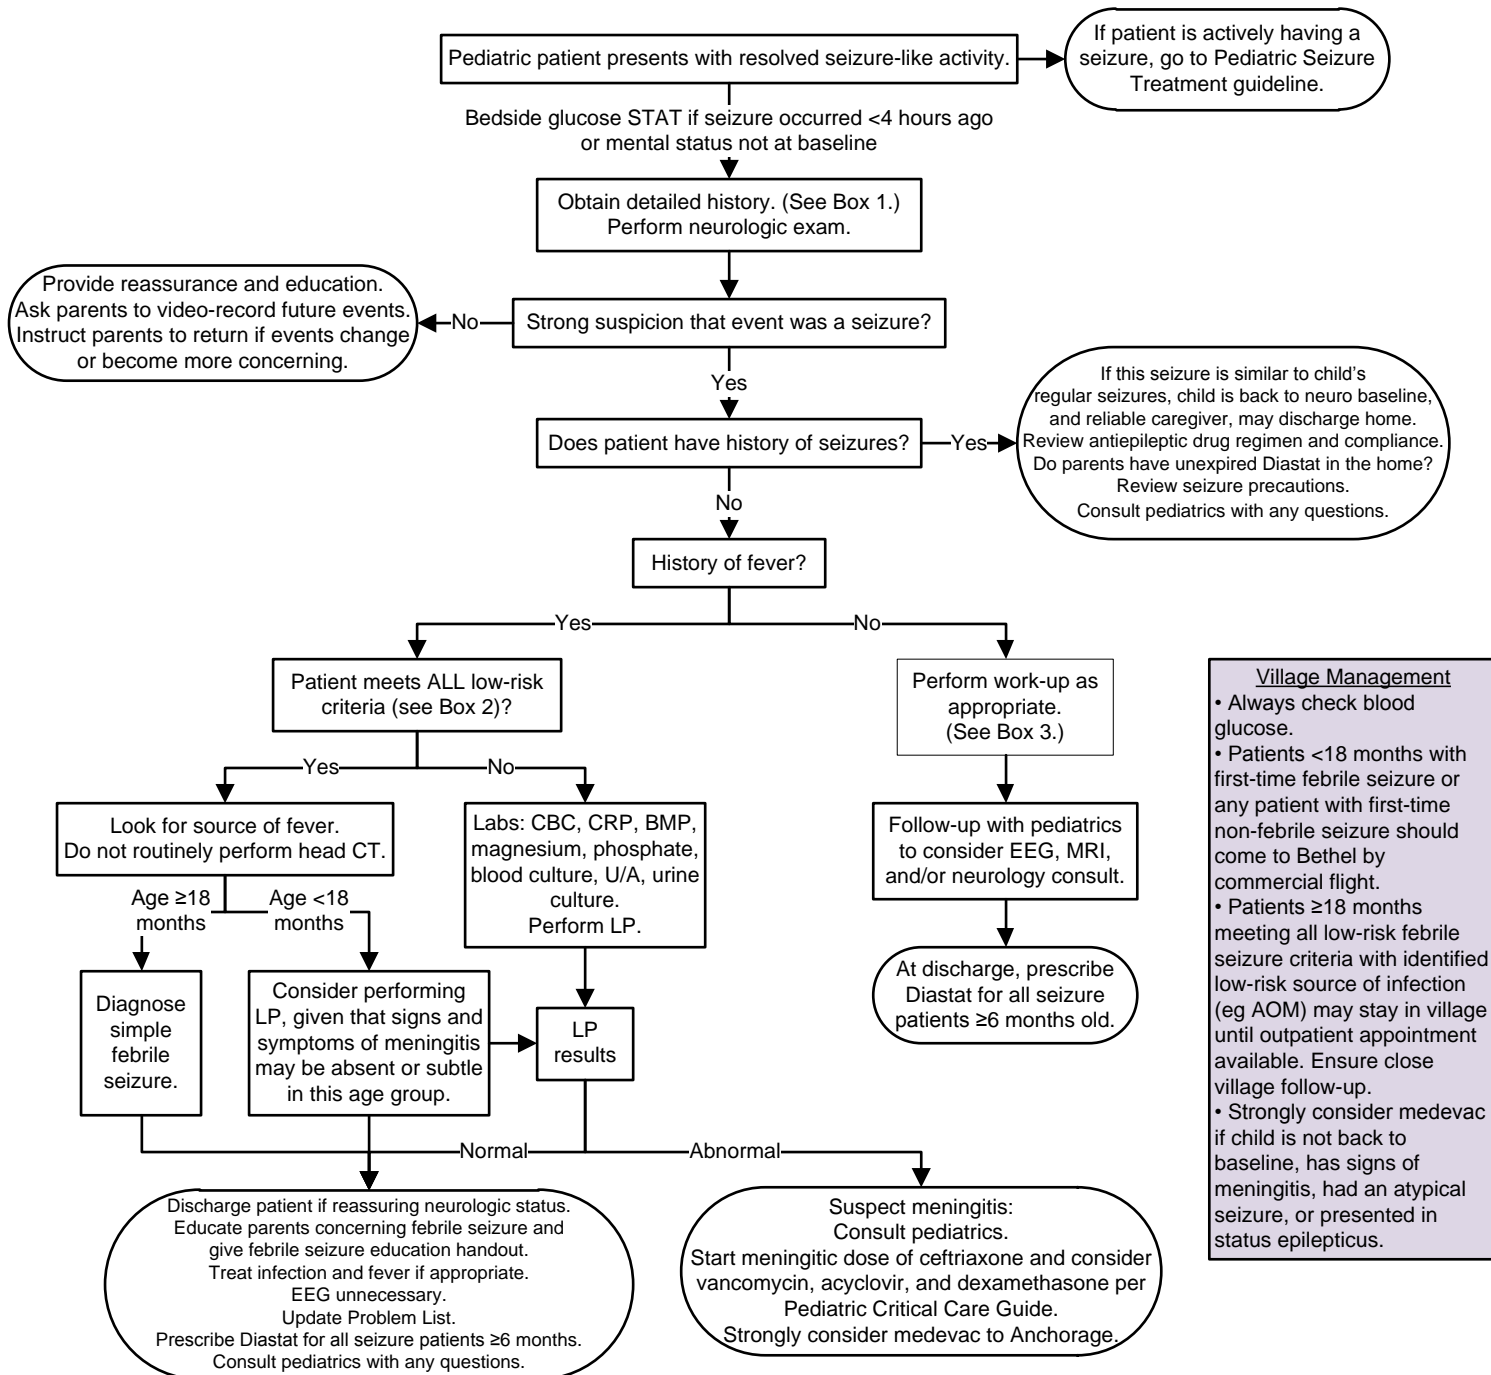 Pediatric patient presents with resolved seizure-like activity.
If patient is actively having a
seizure, go to Pediatric Seizure
Treatment guideline.
Bedside glucose STAT if seizure occurred <4 hours ago
or mental status not at baseline
Obtain detailed history. (See Box 1.)
Perform neurologic exam.
Strong suspicion that event was a seizure?
No
Provide reassurance and education.
Ask parents to video-record future events.
Instruct parents to return if events change
or become more concerning.
Yes
Does patient have history of seizures?
Yes
If this seizure is similar to child's
regular seizures, child is back to neuro baseline,
and reliable caregiver, may discharge home.
Review antiepileptic drug regimen and compliance.
Do parents have unexpired Diastat in the home?
Review seizure precautions.
Consult pediatrics with any questions.
No
History of fever?
Yes
No
Patient meets ALL low-risk
criteria (see Box 2)?
Perform work-up as
appropriate.
(See Box 3.)
Yes
No
Look for source of fever.
Do not routinely perform head CT.
Labs: CBC, CRP, BMP,
magnesium, phosphate,
blood culture, U/A, urine
culture.
Perform LP.
Follow-up with pediatrics
to consider EEG, MRI,
and/or neurology consult.
Age ≥18
months
Age <18
months
Diagnose
simple
febrile
seizure.
Consider performing
LP, given that signs and
symptoms of meningitis
may be absent or subtle
in this age group.
LP
results
At discharge, prescribe
Diastat for all seizure
patients ≥6 months old.
Normal
Abnormal
Discharge patient if reassuring neurologic status.
Educate parents concerning febrile seizure and
give febrile seizure education handout.
Treat infection and fever if appropriate.
EEG unnecessary.
Update Problem List.
Prescribe Diastat for all seizure patients ≥6 months.
Consult pediatrics with any questions.
Suspect meningitis:
Consult pediatrics.
Start meningitic dose of ceftriaxone and consider
vancomycin, acyclovir, and dexamethasone per
Pediatric Critical Care Guide.
Strongly consider medevac to Anchorage.
Village Management
• Always check blood
glucose.
• Patients <18 months with
first-time febrile seizure or
any patient with first-time
non-febrile seizure should
come to Bethel by
commercial flight.
• Patients ≥18 months
meeting all low-risk febrile
seizure criteria with identified
low-risk source of infection
(eg AOM) may stay in village
until outpatient appointment
available. Ensure close
village follow-up.
• Strongly consider medevac
if child is not back to
baseline, has signs of
meningitis, had an atypical
seizure, or presented in
status epilepticus.